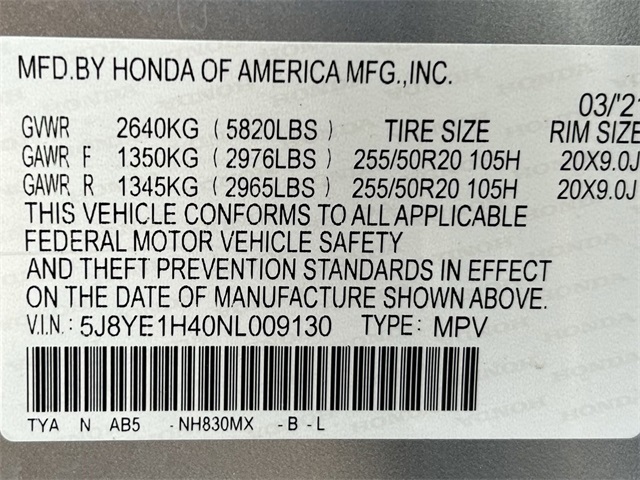 MFD.BY HONDA OF AMERICA MFG.,INC.
03/'21
GVWR 2640KG ( 5820LBS ) TIRE SIZE RIM SIZE
GAWR F 1350KG ( 2976LBS ) 255/50R20 105H 20X9.0J
GAWR R 1345KG ( 2965LBS ) 255/50R20 105H 20X9.0J
THIS VEHICLE CONFORMS TO ALL APPLICABLE
FEDERAL MOTOR VEHICLE SAFETY
AND THEFT PREVENTION STANDARDS IN EFFECT
ON THE DATE OF MANUFACTURE SHOWN ABOVE.
V.I.N.: 5J8YE1H40NL009130 TYPE: MPV
TYA N AB5 -NH830MX -B -L